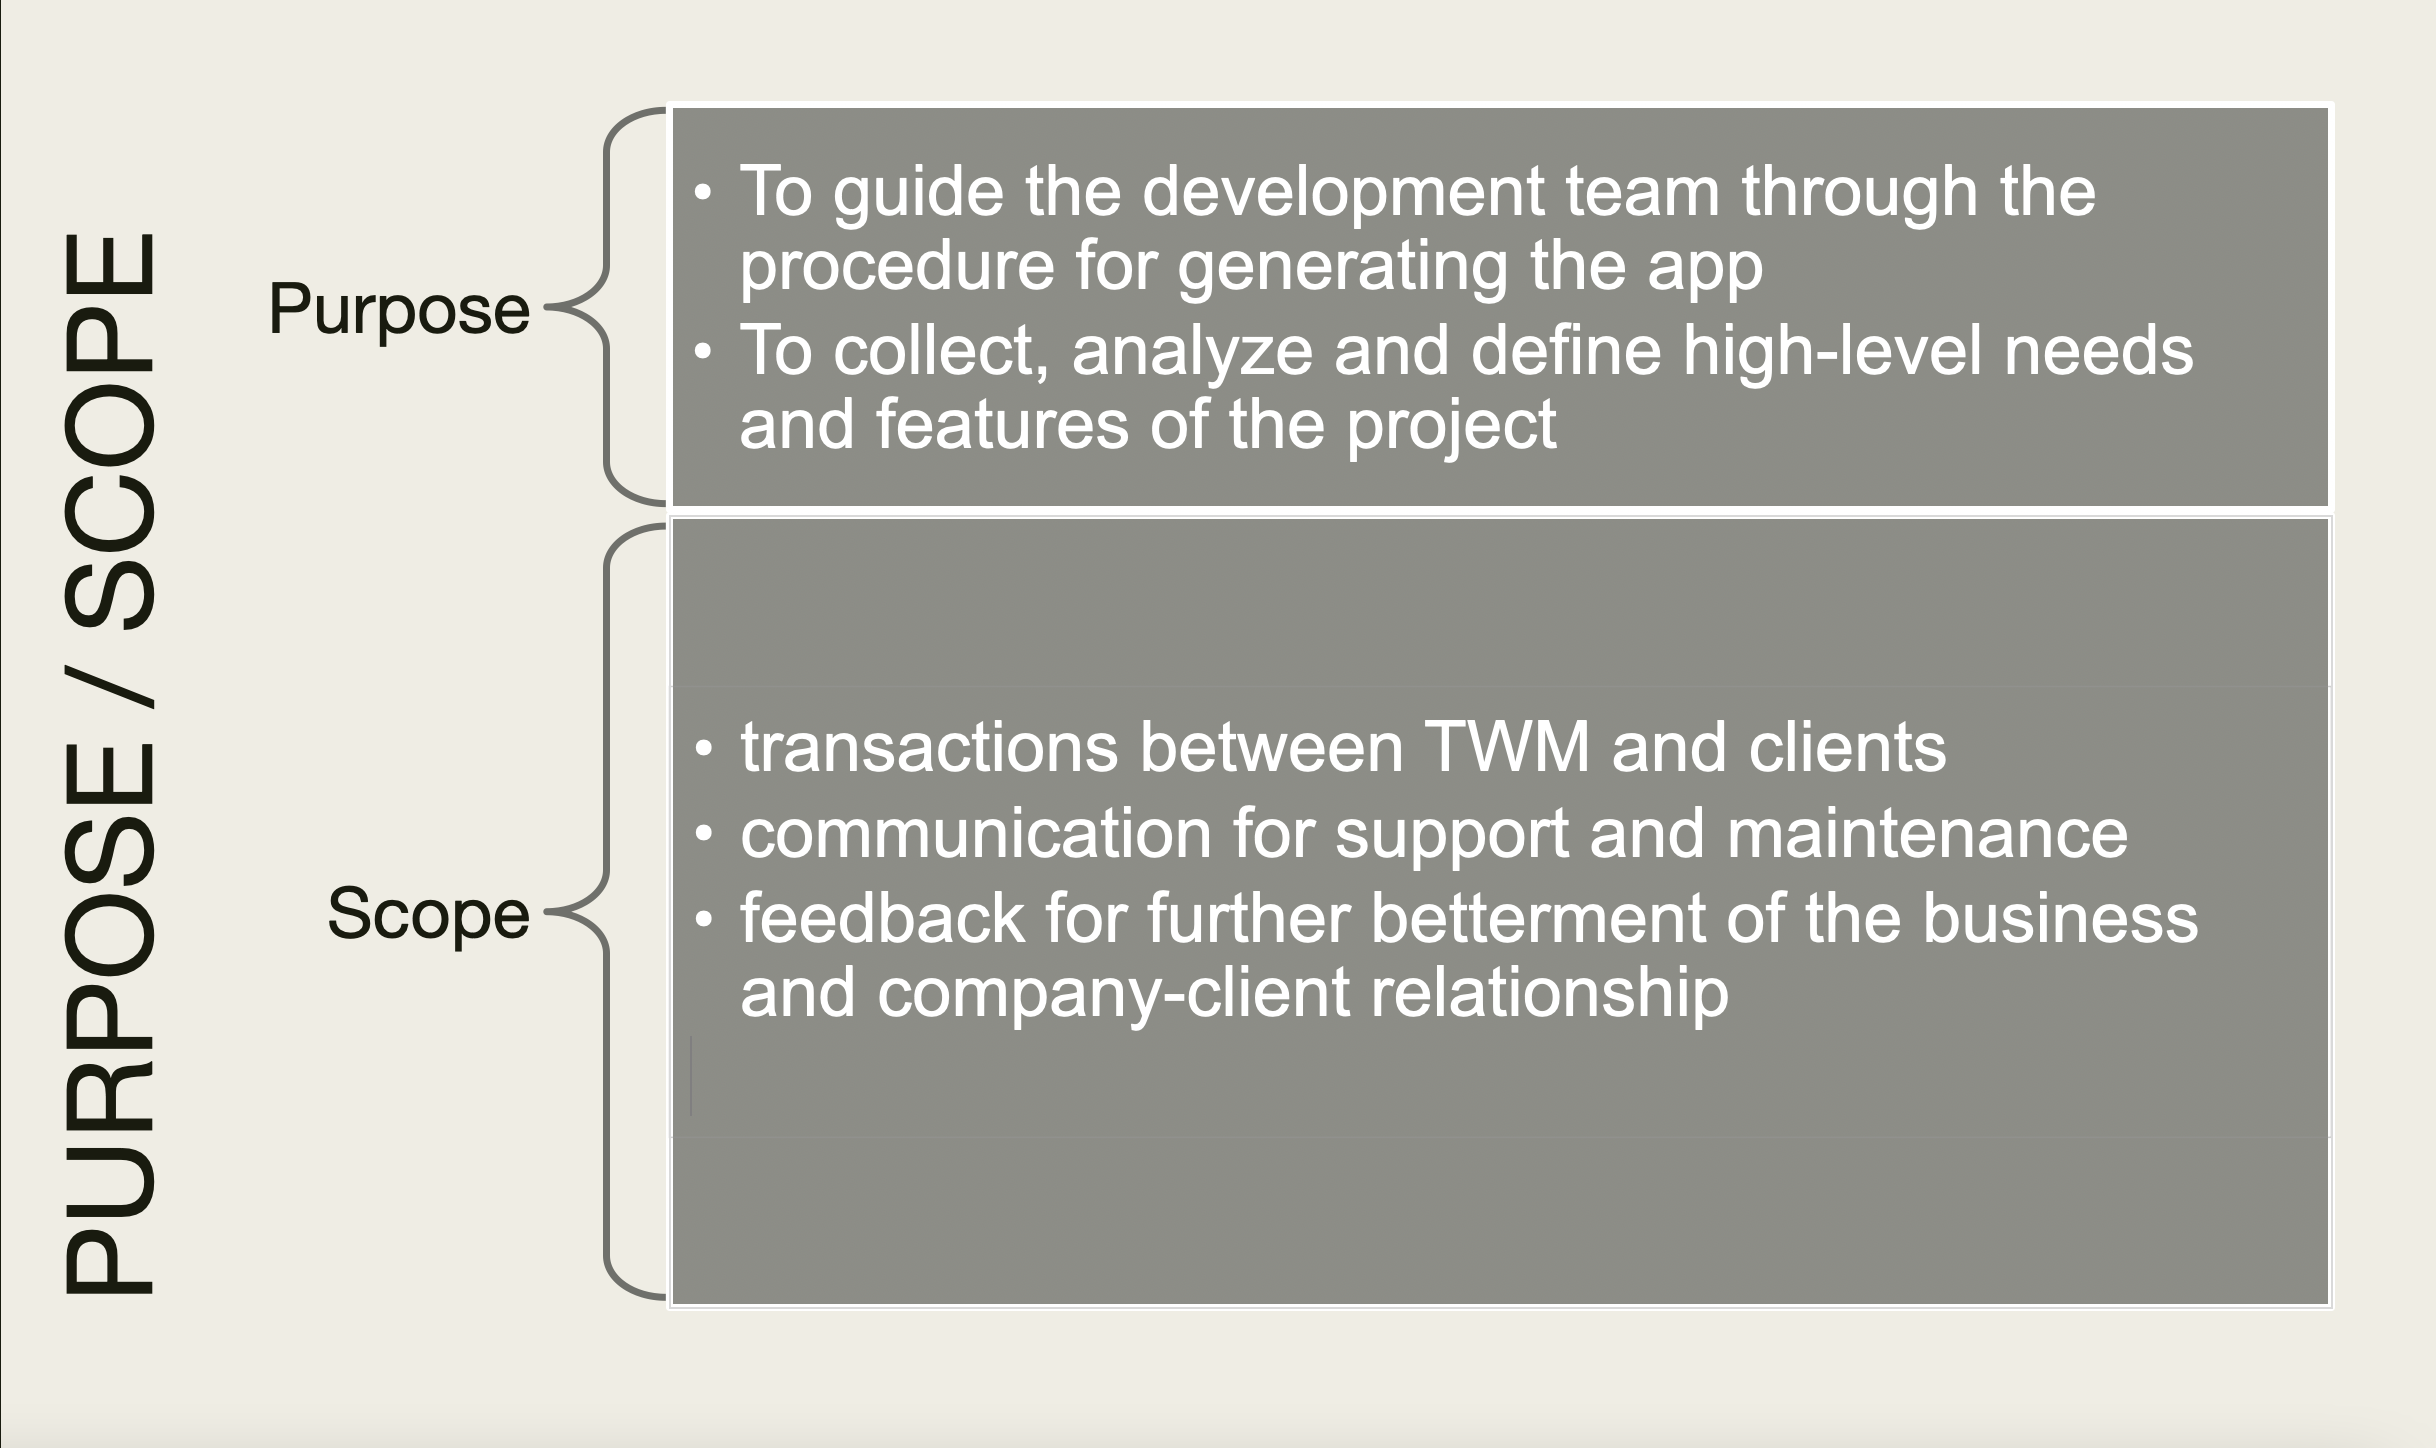 PURPOSE / SCOPE
Purpose
• To guide the development team through the
procedure for generating the app
• To collect, analyze and define high-level needs
and features of the project
Scope
• transactions between TWM and clients
• communication for support and maintenance
• feedback for further betterment of the business
and company-client relationship